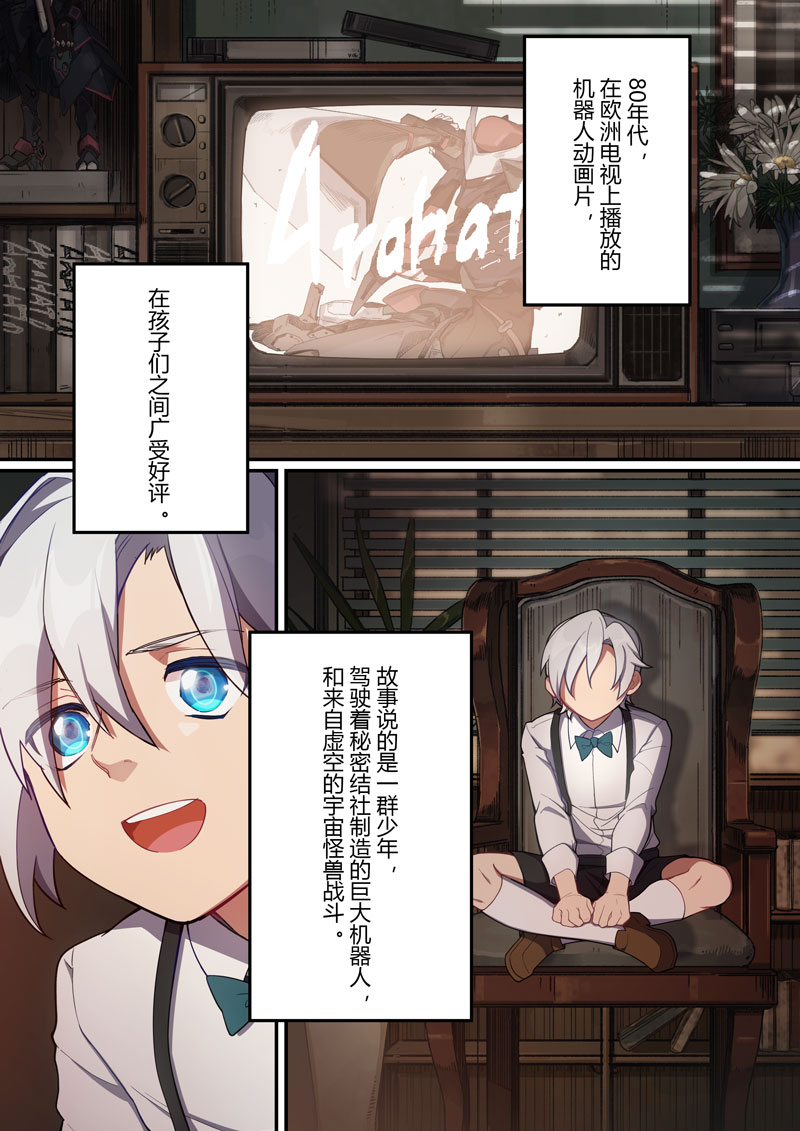 80年代，
在欧洲电视上播放的
机器人动画片，
在孩子们之间广受好评。
故事说的是一群少年，
驾驶着秘密结社制造的巨大机器人，
和来自虚空的宇宙怪兽战斗。